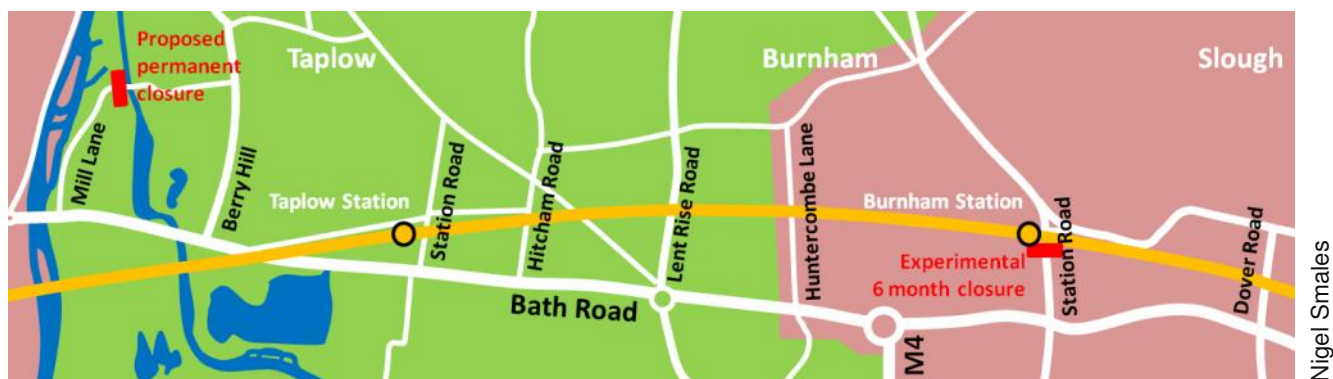 Proposed
permanent
closure
Taplow
Burnham
Slough
Mill Lane
Berry Hill
Taplow Station
Station Road
Hitcham Road
Lent Rise Road
Huntercombe Lane
Burnham Station
Station Road
Dover Road
Experimental
6 month closure
Bath Road
M4
Nigel Smales